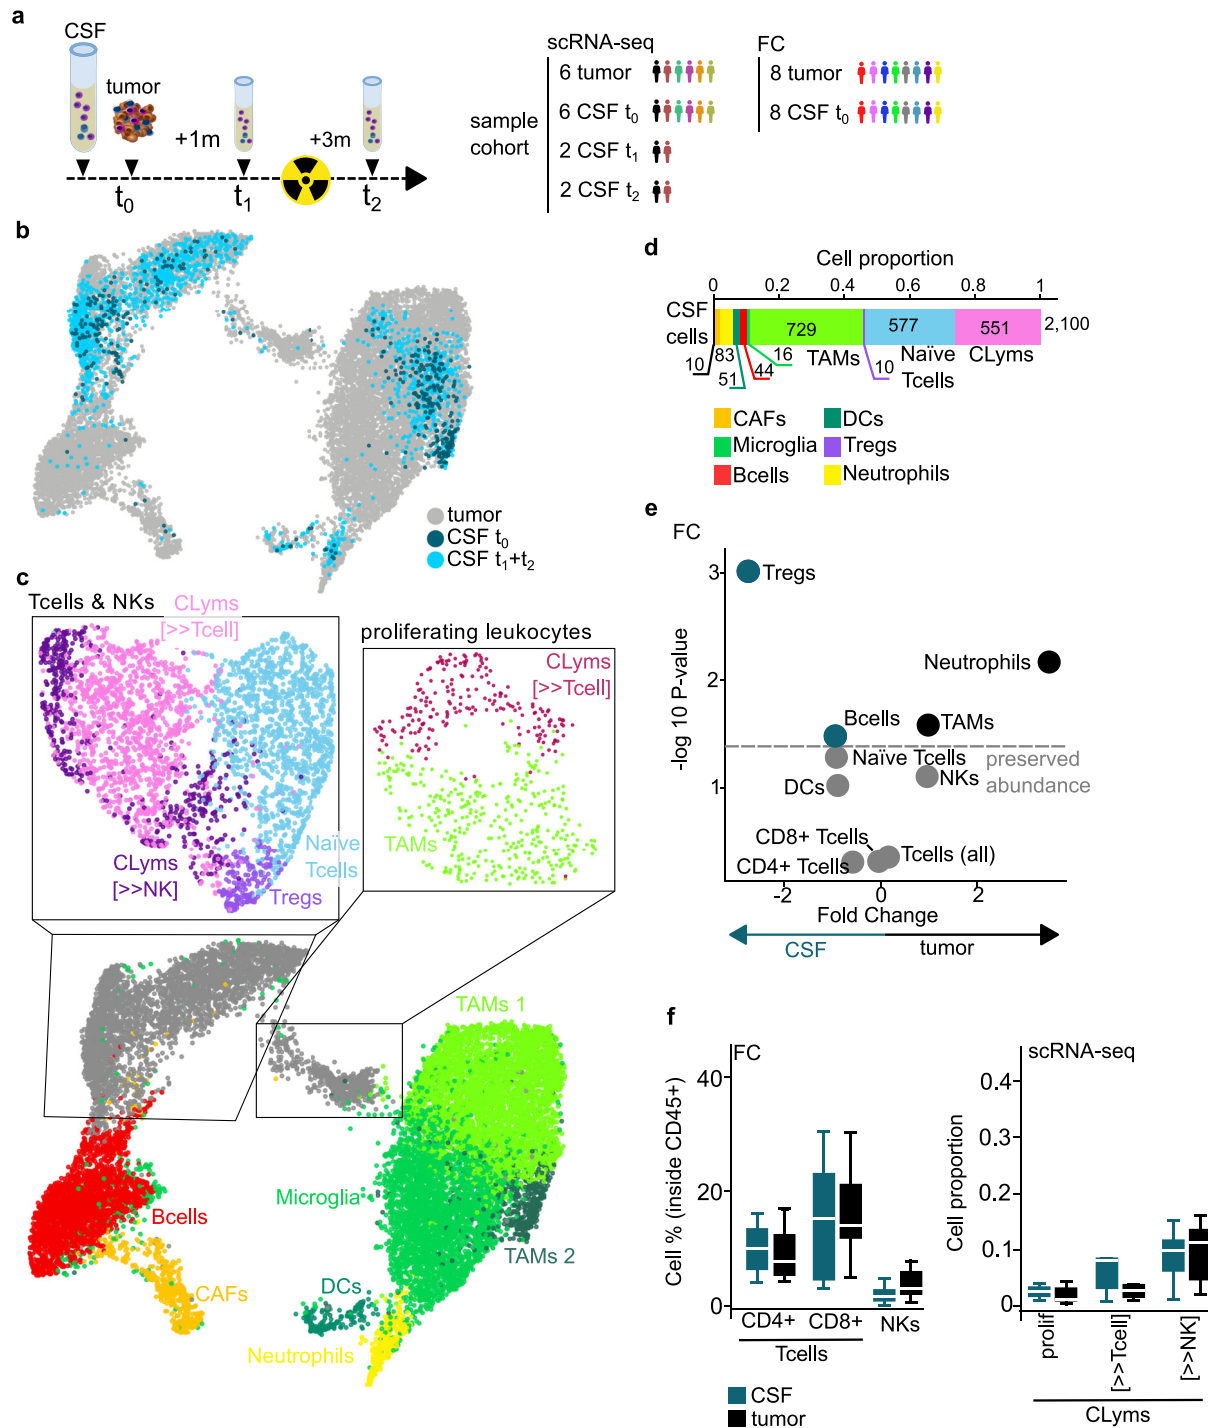 a
CSF
tumor
+1m
+3m
t0
t1
t2
scRNA-seq
FC
sample
cohort
6 tumor
6 CSF t0
2 CSF t1
2 CSF t2
8 tumor
8 CSF t0
b
tumor
CSF t0
CSF t1+t2
c
Tcells & NKs
CLyms
[>>Tcell]
CLyms
[>>NK]
Naïve
Tcells
Tregs
proliferating leukocytes
CLyms
[>>Tcell]
TAMs
TAMs 1
Microglia
TAMs 2
Bcells
CAFs
DCs
Neutrophils
d
Cell proportion
0 0.2 0.4 0.6 0.8 1
CSF
cells
729 577 551 2,100
10 83 51 44 16 TAMs 10 Naïve
Tcells
CLyms
CAFs
DCs
Microglia
Tregs
Bcells
Neutrophils
e
FC
-log 10 P-value
3
2
1
Tregs
Neutrophils
Bcells
TAMs
Naïve Tcells
preserved
abundance
NKs
DCs
CD8+ Tcells
CD4+ Tcells
Tcells (all)
-2 0 2
Fold Change
CSF
tumor
f
FC
Cell % (inside CD45+)
40
20
0
CD4+ CD8+ NKs
Tcells
scRNA-seq
Cell proportion
0.4
0.3
0.2
0.1
0
prolif
[>>Tcell]
[>>NK]
CLyms
CSF
tumor